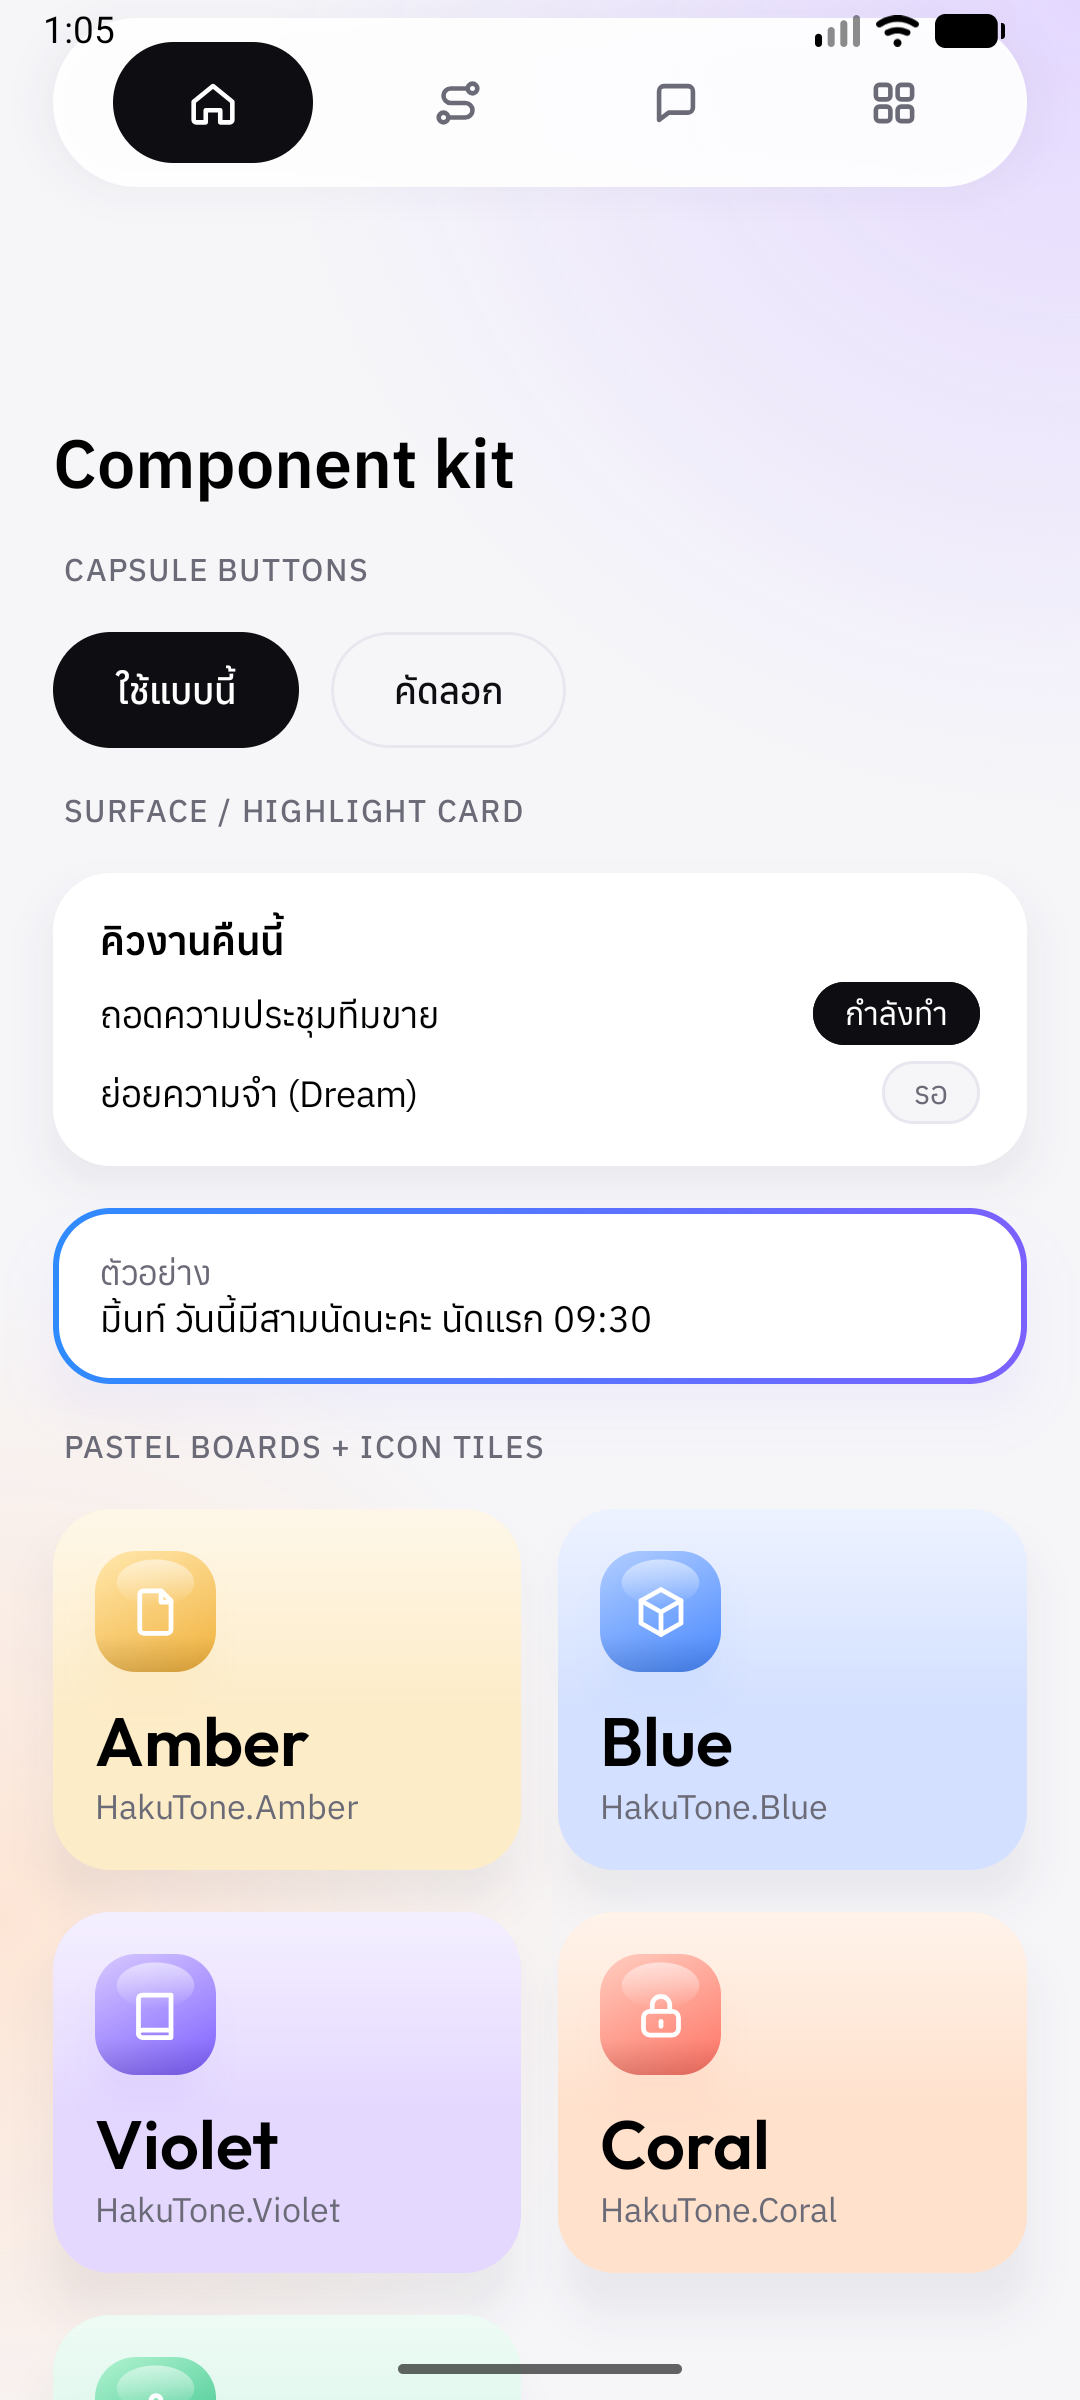 1:05
Component kit
CAPSULE BUTTONS
ใช้แบบนี้
คัดลอก
SURFACE / HIGHLIGHT CARD
คิวงานคืนนี้
ถอดความประชุมทีมขาย
กำลังทำ
ย่อยความจำ (Dream)
รอ
ตัวอย่าง
มิ้นท์ วันนี้มีสามนัดนะคะ นัดแรก 09:30
PASTEL BOARDS + ICON TILES
Amber
HakuTone.Amber
Blue
HakuTone.Blue
Violet
HakuTone.Violet
Coral
HakuTone.Coral